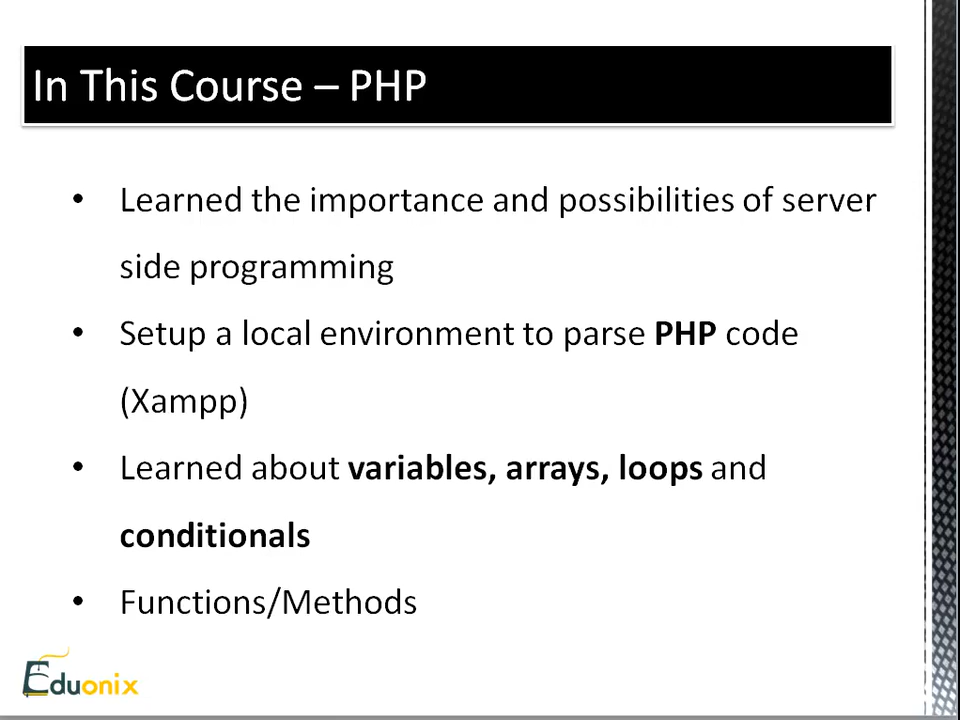 In This Course – PHP
• Learned the importance and possibilities of server
side programming
• Setup a local environment to parse PHP code
(Xampp)
• Learned about variables, arrays, loops and
conditionals
• Functions/Methods
Eduonix